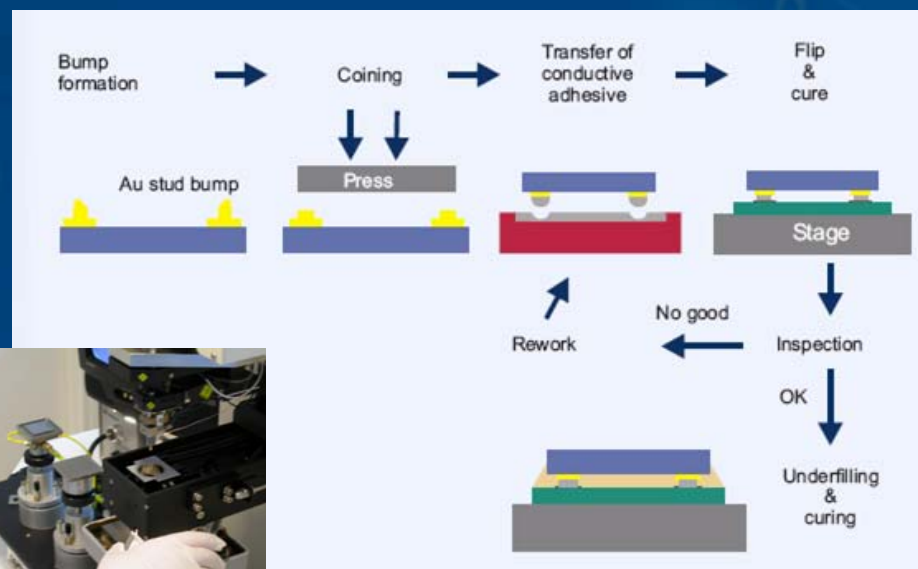 Bump
formation
Coining
Transfer of
conductive
adhesive
Flip
&
cure
Au stud bump
Press
Stage
No good
Rework
Inspection
OK
Underfilling
&
curing